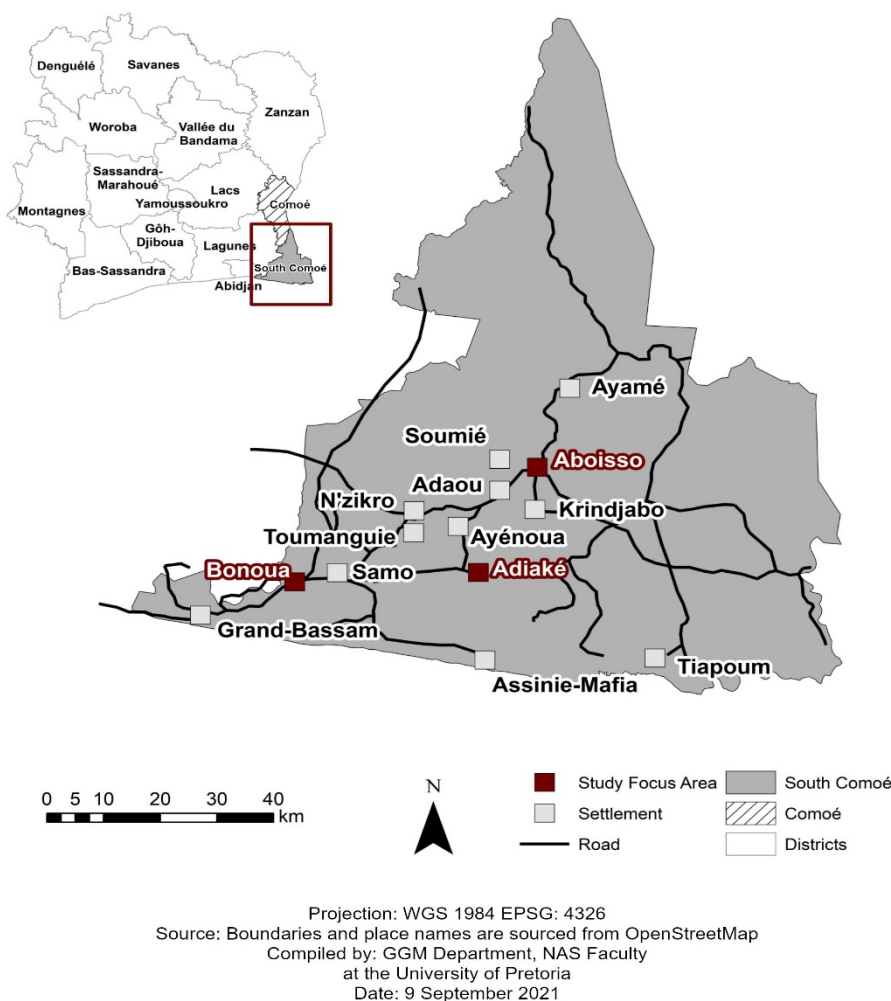 Denguélé
Savanes
Zanzan
Woroba
Vallée du
Bandama
Sassandra-
Marahoué
Lacs
Montagnes
Yamoussoukro
Comoé
Gôh-
Djiboua
Lagunes
Bas-Sassandra
South Comoé
Abidjan
Ayamé
Soumié
Aboisso
Adaou
N'zikro
Krindjabo
Toumanguie
Ayénoua
Bonoua
Samo
Adiaké
Grand-Bassam
Assinie-Mafia
Tiapoum
0 5 10 20 30 40
km
N
Study Focus Area
Settlement
Road
South Comoé
Comoé
Districts
Projection: WGS 1984 EPSG: 4326
Source: Boundaries and place names are sourced from OpenStreetMap
Compiled by: GGM Department, NAS Faculty
at the University of Pretoria
Date: 9 September 2021